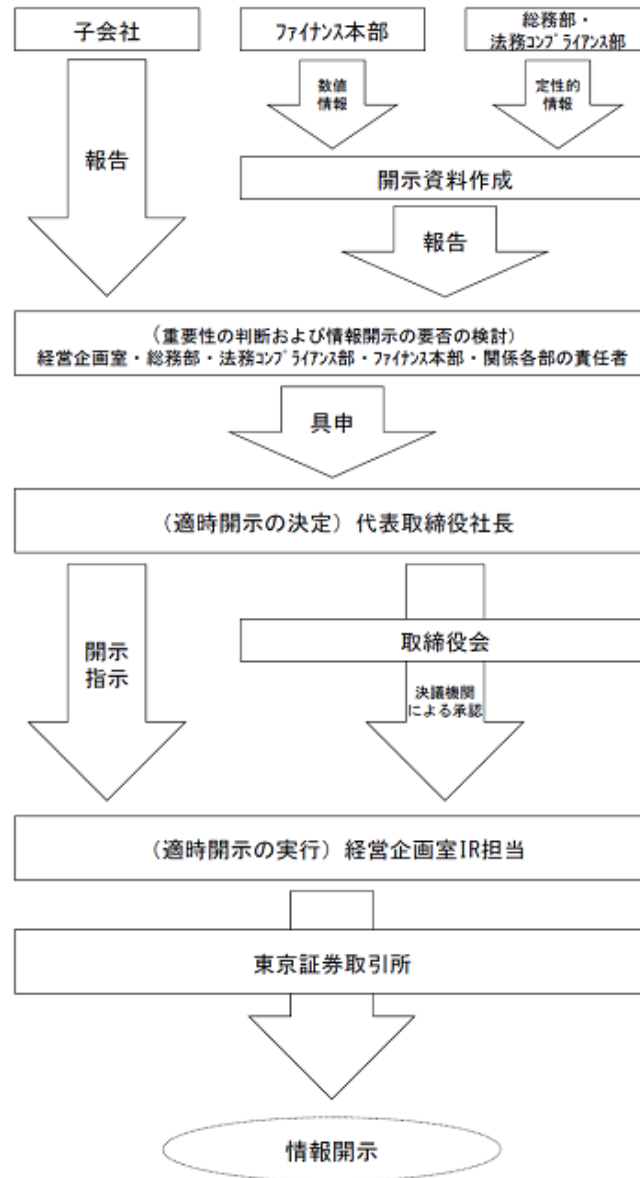 子会社
ファイナンス本部
総務部・
法務コンプライアンス部
数値
情報
定性的
情報
報告
開示資料作成
報告
(重要性の判断および情報開示の要否の検討)
経営企画室・総務部・法務コンプライアンス部・ファイナンス本部・関係各部の責任者
具申
(適時開示の決定) 代表取締役社長
開示
指示
取締役会
決議機関
による承認
(適時開示の実行) 経営企画室IR担当
東京証券取引所
情報開示